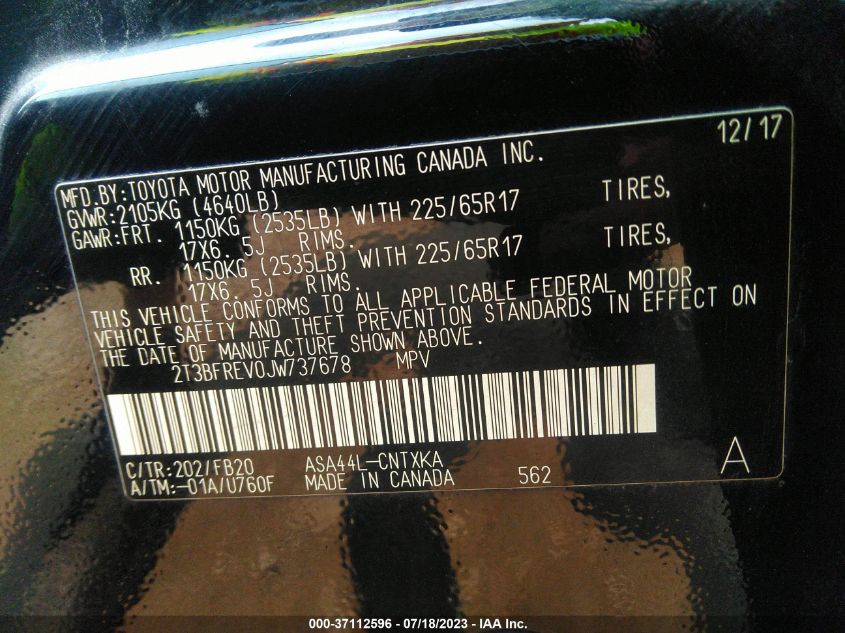 12/17
MFD.BY:TOYOTA MOTOR MANUFACTURING CANADA INC.
GVWR:2105KG (4640LB)
GAWR:FRT. 1150KG (2535LB) WITH 225/65R17 TIRES,
17X6. 5J RIMS.
RR. 1150KG (2535LB) WITH 225/65R17 TIRES,
17X6. 5J RIMS.
THIS VEHICLE CONFORMS TO ALL APPLICABLE FEDERAL MOTOR
VEHICLE SAFETY AND THEFT PREVENTION STANDARDS IN EFFECT ON
THE DATE OF MANUFACTURE SHOWN ABOVE.
2T3BFREV0JW737678 MPV
C/TR:202/FB20 ASA44L-CNTXKA
A/TM:-01A/U760F MADE IN CANADA 562 A
000-37112596 - 07/18/2023 - IAA Inc.